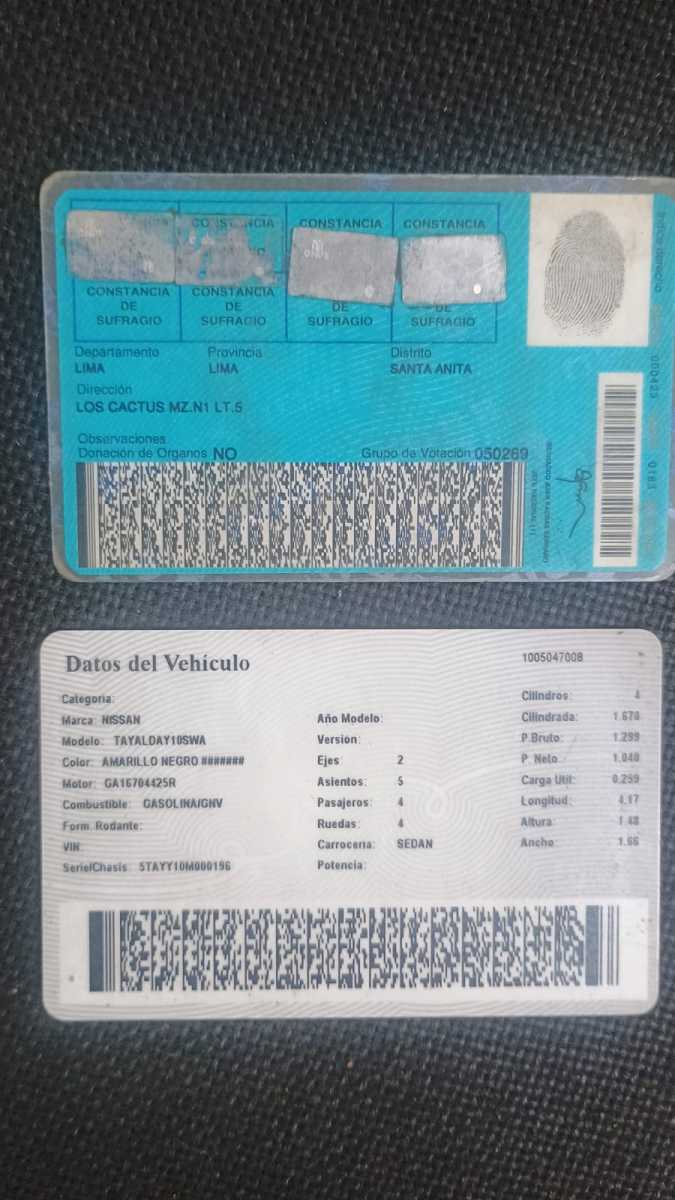 CONSTANCIA CONSTANCIA CONSTANCIA
CONSTANCIA CONSTANCIA
DE DE DE DE
SUFRAGIO SUFRAGIO SUFRAGIO SUFRAGIO
Departamento Provincia Distrito
LIMA LIMA SANTA ANITA
Dirección
LOS CACTUS MZ.N1 LT.5
Observaciones
Donación de Organos NO Grupo de Votación 050289
Datos del Vehículo 1005047008
Categoria: Cilindros: 4
Marca: NISSAN Año Modelo: Cilindrada: 1.670
Modelo: TAYALDAY10SWA Version: P.Bruto: 1.299
Color: AMARILLO NEGRO ####### Ejes: 2 P. Neto: 1.040
Motor: GA16704425R Asientos: 5 Carga Util: 0.259
Combustible: GASOLINA/GNV Pasajeros: 4 Longitud: 4.17
Form. Rodante: Ruedas: 4 Altura: 1.48
VIN: Carroceria: SEDAN Ancho: 1.66
Serie/Chasis: 5TAYY10M000196 Potencia: